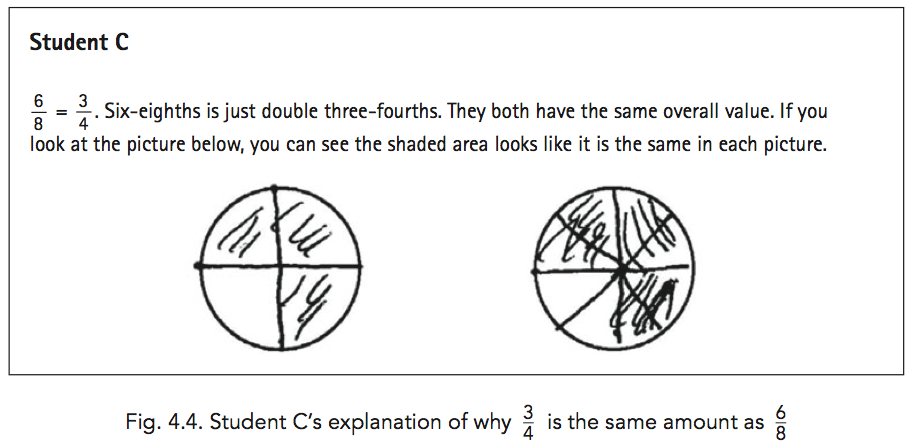 Student C
6/8 = 3/4. Six-eighths is just double three-fourths. They both have the same overall value. If you
look at the picture below, you can see the shaded area looks like it is the same in each picture.
Fig. 4.4. Student C's explanation of why 3/4 is the same amount as 6/8